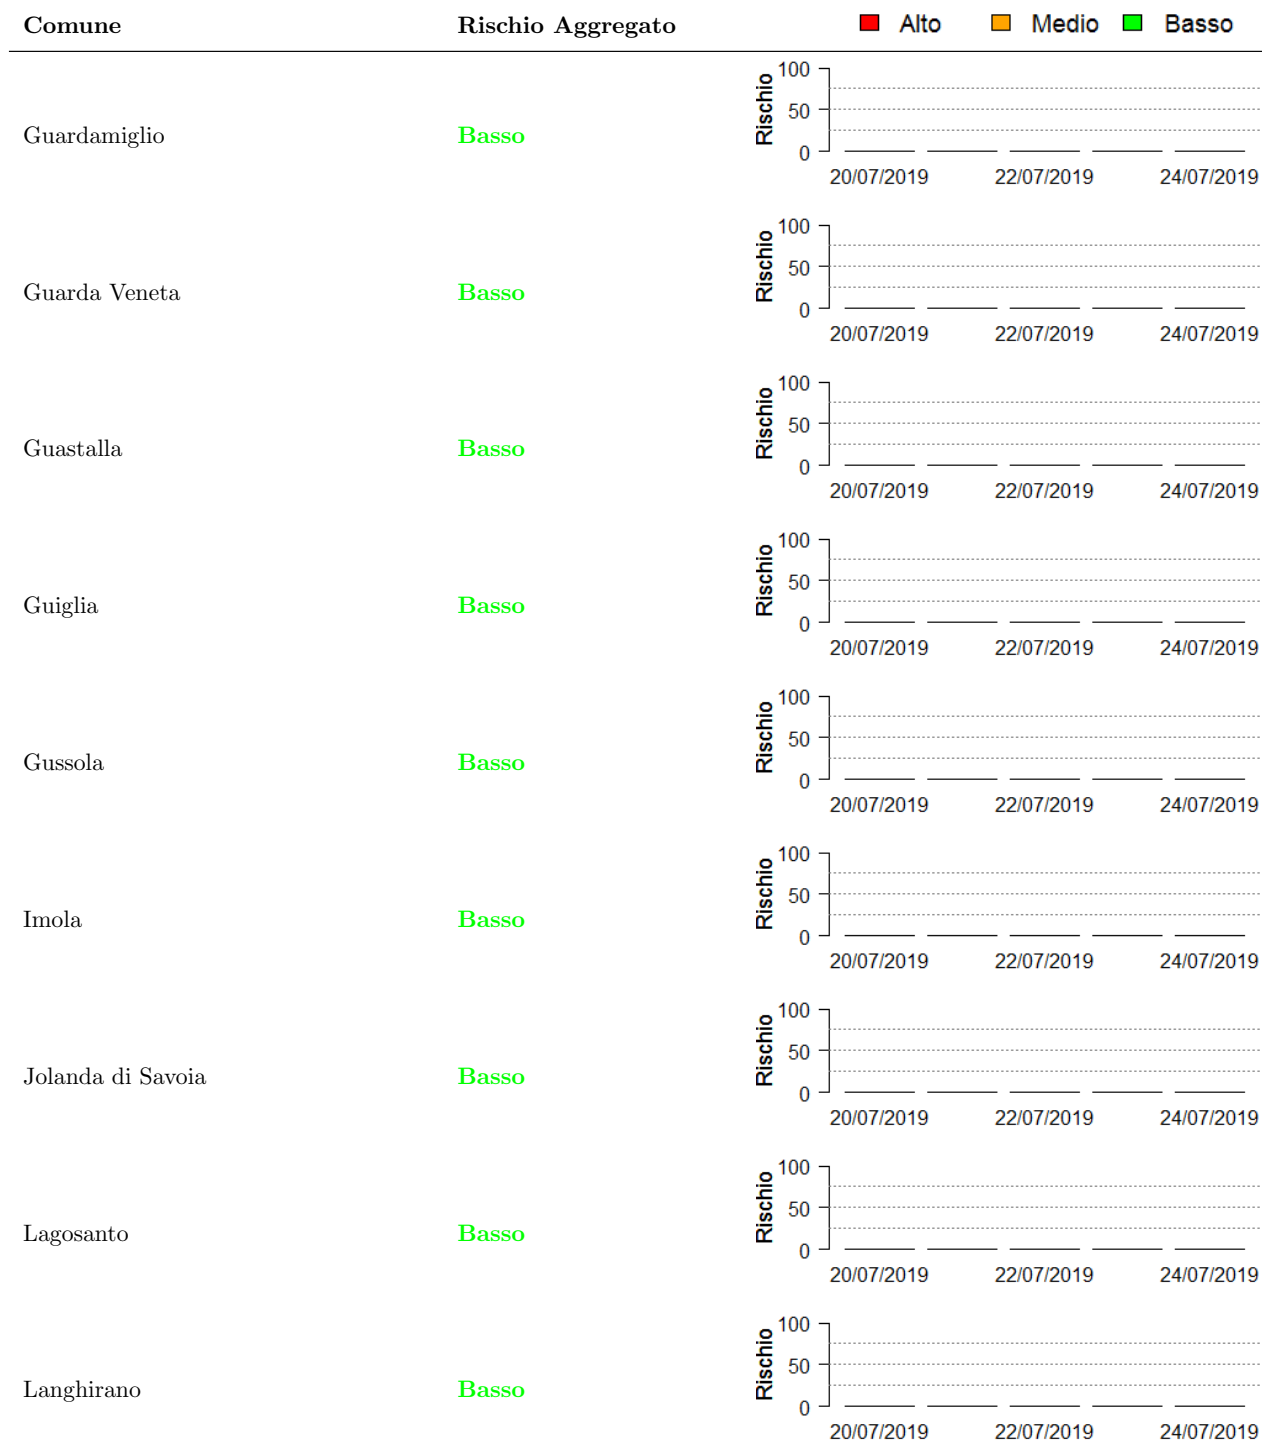 Comune Rischio Aggregato Alto Medio Basso
100
50
0
Rischio
Guardamiglio Basso
20/07/2019 22/07/2019 24/07/2019
100
50
0
Rischio
Guarda Veneta Basso
20/07/2019 22/07/2019 24/07/2019
100
50
0
Rischio
Guastalla Basso
20/07/2019 22/07/2019 24/07/2019
100
50
0
Rischio
Guiglia Basso
20/07/2019 22/07/2019 24/07/2019
100
50
0
Rischio
Gussola Basso
20/07/2019 22/07/2019 24/07/2019
100
50
0
Rischio
Imola Basso
20/07/2019 22/07/2019 24/07/2019
100
50
0
Rischio
Jolanda di Savoia Basso
20/07/2019 22/07/2019 24/07/2019
100
50
0
Rischio
Lagosanto Basso
20/07/2019 22/07/2019 24/07/2019
100
50
0
Rischio
Langhirano Basso
20/07/2019 22/07/2019 24/07/2019